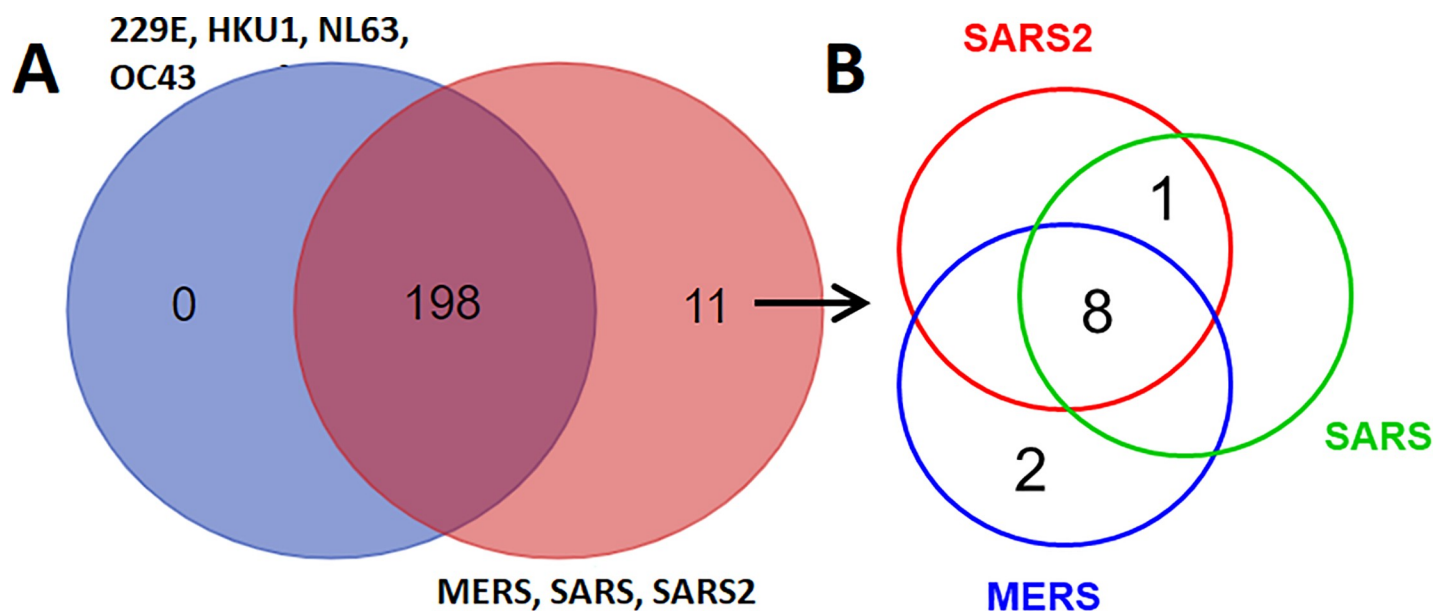 A
229E, HKU1, NL63,
OC43
0
198
11
MERS, SARS, SARS2
B
SARS2
1
8
SARS
2
MERS